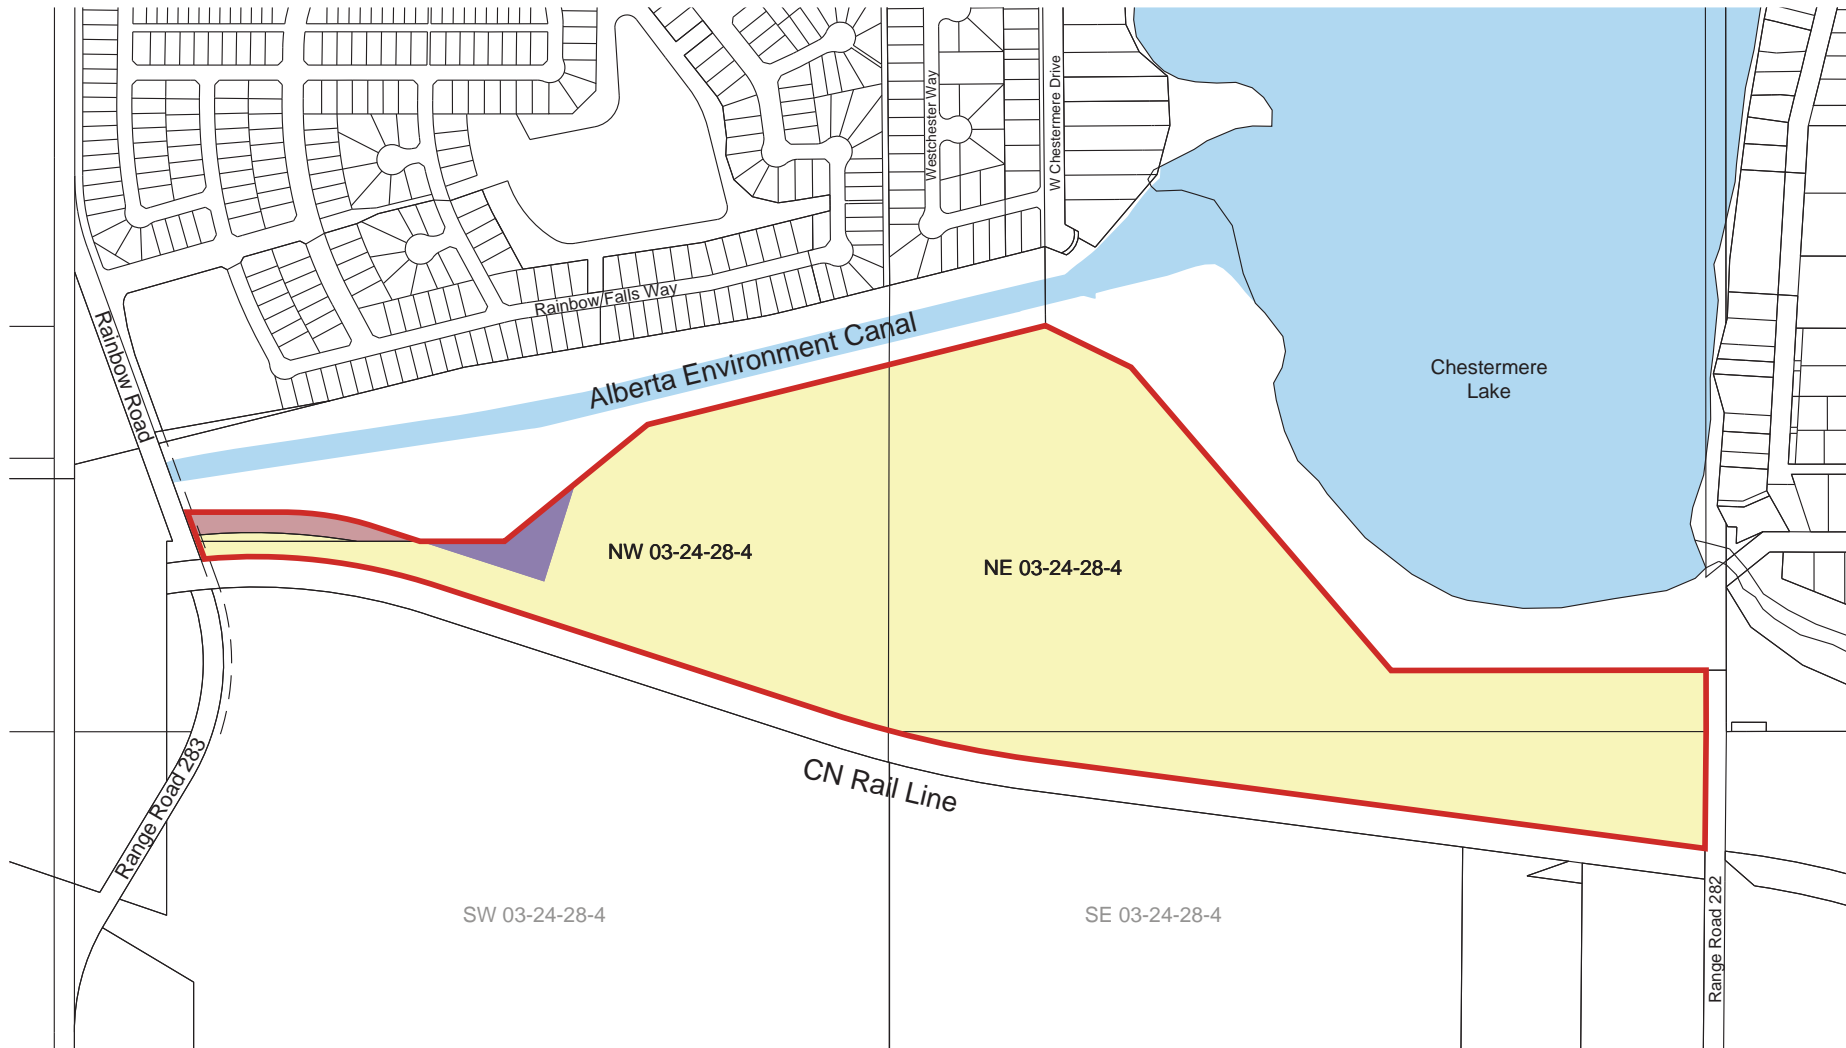 Westchester Way
W Chestermere Drive
Rainbow Falls Way
Rainbow Road
Alberta Environment Canal
Chestermere
Lake
NW 03-24-28-4
NE 03-24-28-4
CN Rail Line
Range Road 283
SW 03-24-28-4
SE 03-24-28-4
Range Road 282